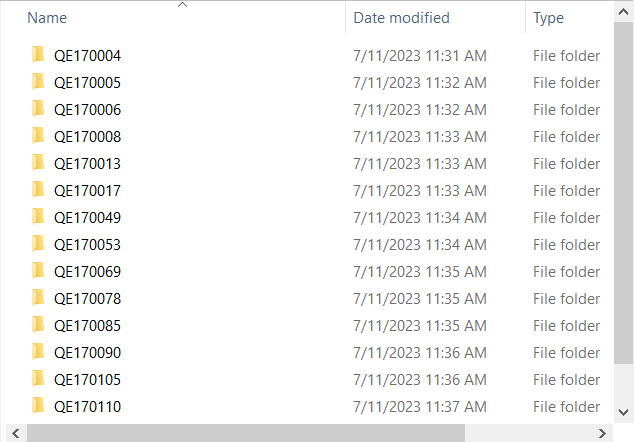 Name Date modified Type
QE170004 7/11/2023 11:31 AM File folder
QE170005 7/11/2023 11:32 AM File folder
QE170006 7/11/2023 11:32 AM File folder
QE170008 7/11/2023 11:33 AM File folder
QE170013 7/11/2023 11:33 AM File folder
QE170017 7/11/2023 11:33 AM File folder
QE170049 7/11/2023 11:34 AM File folder
QE170053 7/11/2023 11:34 AM File folder
QE170069 7/11/2023 11:35 AM File folder
QE170078 7/11/2023 11:35 AM File folder
QE170085 7/11/2023 11:35 AM File folder
QE170090 7/11/2023 11:36 AM File folder
QE170105 7/11/2023 11:36 AM File folder
QE170110 7/11/2023 11:37 AM File folder